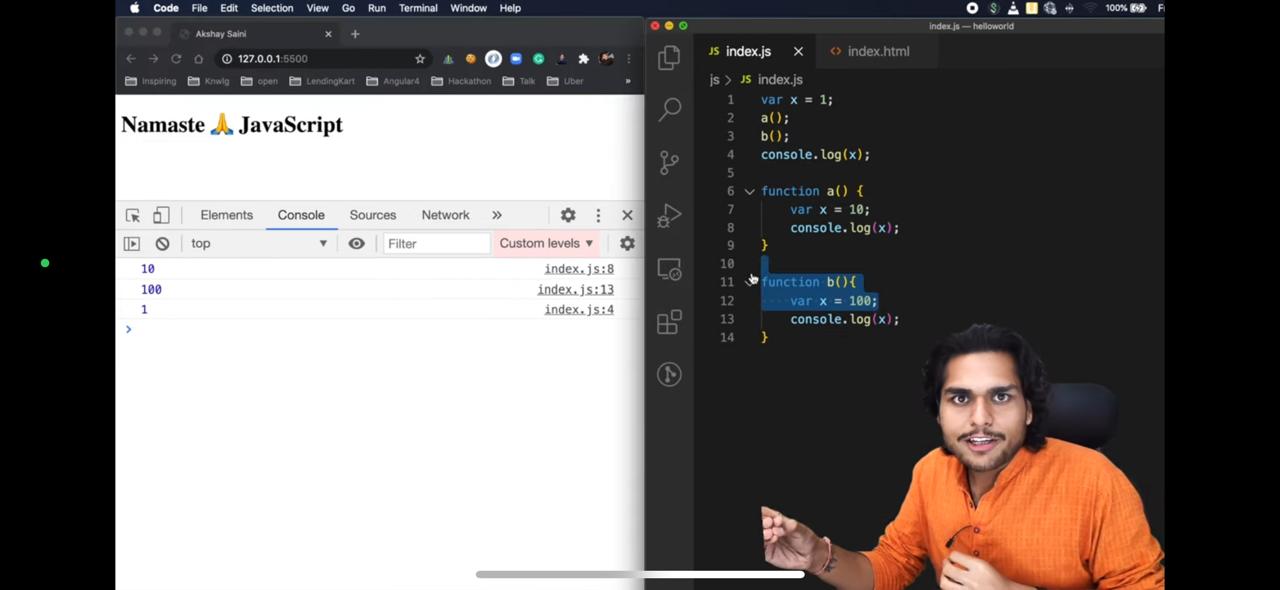 Code File Edit Selection View Go Run Terminal Window Help
100%
Akshay Saini
127.0.0.1:5500
Inspiring Knwlg open LendingKart Angular4 Hackathon Talk Uber »
Namaste 🙏 JavaScript
Elements Console Sources Network »
top Filter Custom levels
10 index.js:8
100 index.js:13
1 index.js:4
>
index.js — helloworld
JS index.js <> index.html
js > JS index.js
1 var x = 1;
2 a();
3 b();
4 console.log(x);
5
6 function a() {
7 var x = 10;
8 console.log(x);
9 }
10
11 function b(){
12 var x = 100;
13 console.log(x);
14 }